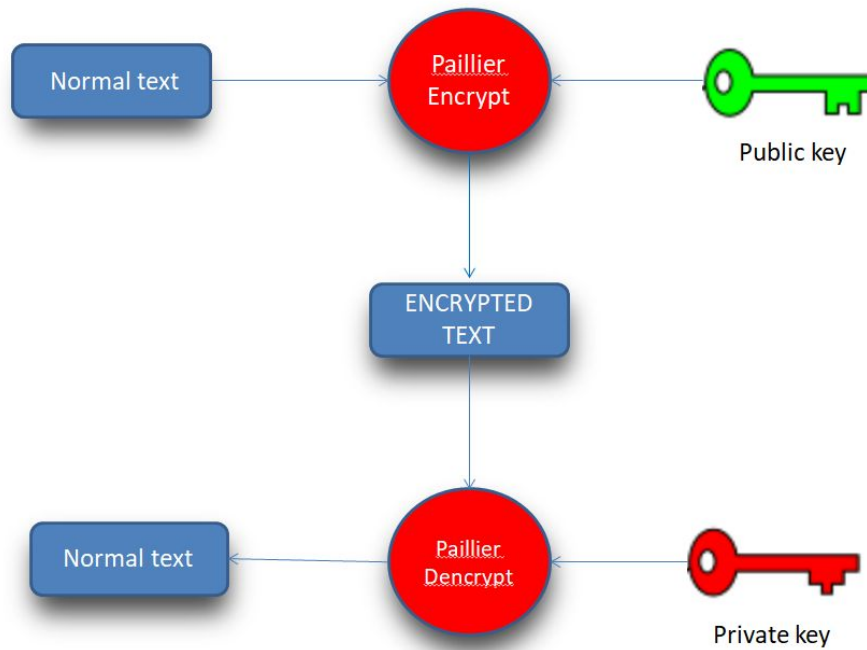 Normal text
Paillier
Encrypt
Public key
ENCRYPTED
TEXT
Normal text
Paillier
Dencrypt
Private key